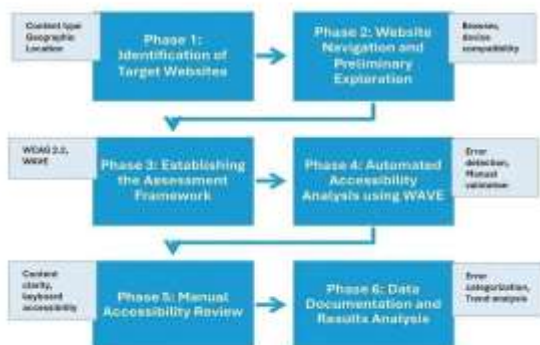 Content type
Geographic
Location
Phase 1:
Identification of
Target Websites
Phase 2: Website
Navigation and
Preliminary
Exploration
Browser,
device
compatibility
WCAG 2.2,
WAVE
Phase 3: Establishing
the Assessment
Framework
Phase 4: Automated
Accessibility
Analysis using WAVE
Error
detection,
Manual
validation
Content
clarity,
keyboard
accessibility
Phase 5: Manual
Accessibility Review
Phase 6: Data
Documentation and
Results Analysis
Error
categorization,
Trend analysis